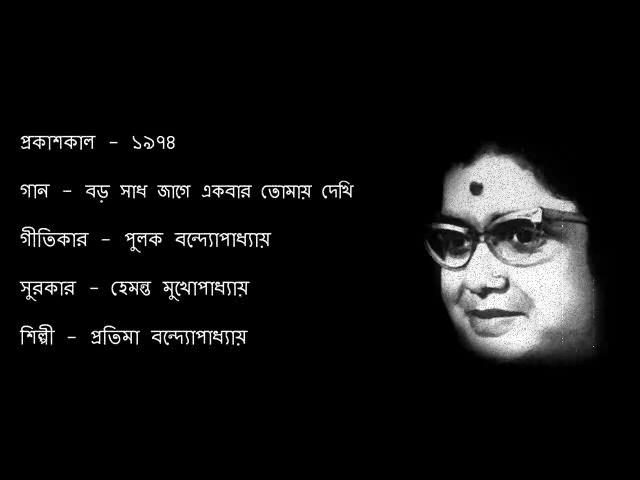 প্রকাশকাল - ১৯৭৪
গান - বড় সাধ জাগে একবার তোমায় দেখি
গীতিকার - পুলক বন্দ্যোপাধ্যায়
সুরকার - হেমন্ত মুখোপাধ্যায়
শিল্পী - প্রতিমা বন্দ্যোপাধ্যায়